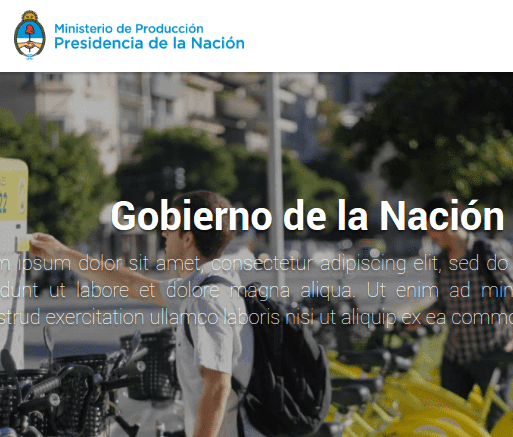 Ministerio de Producción
Presidencia de la Nación
22
Gobierno de la Nación
m ipsum dolor sit amet, consectetur adipiscing elit, sed do
dunt ut labore et dolore magna aliqua. Ut enim ad min
strud exercitation ullamco laboris nisi ut aliquip ex ea commo